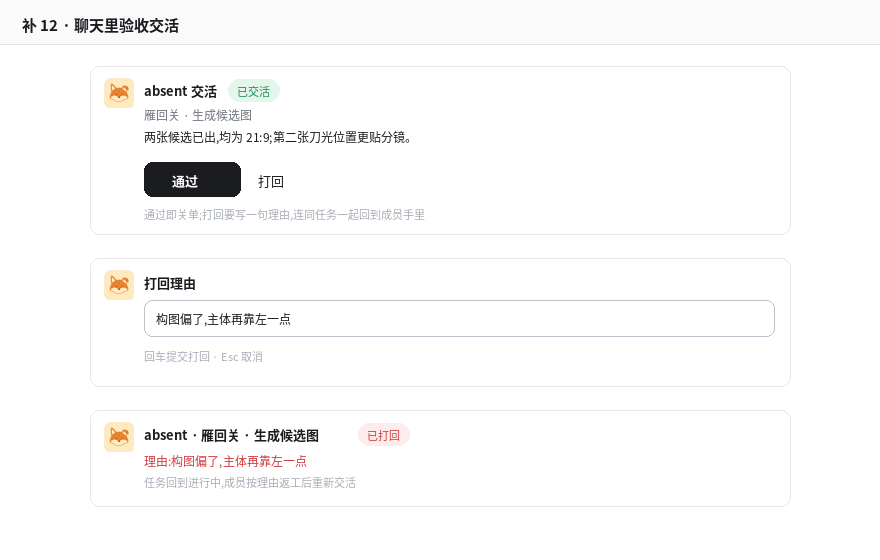 补 12 · 聊天里验收交活
absent 交活 已交活
雁回关 · 生成候选图
两张候选已出,均为 21:9;第二张刀光位置更贴分镜。
通过 打回
通过即关单;打回要写一句理由,连同任务一起回到成员手里
打回理由
构图偏了,主体再靠左一点
回车提交打回 · Esc 取消
absent · 雁回关 · 生成候选图 已打回
理由:构图偏了,主体再靠左一点
任务回到进行中,成员按理由返工后重新交活